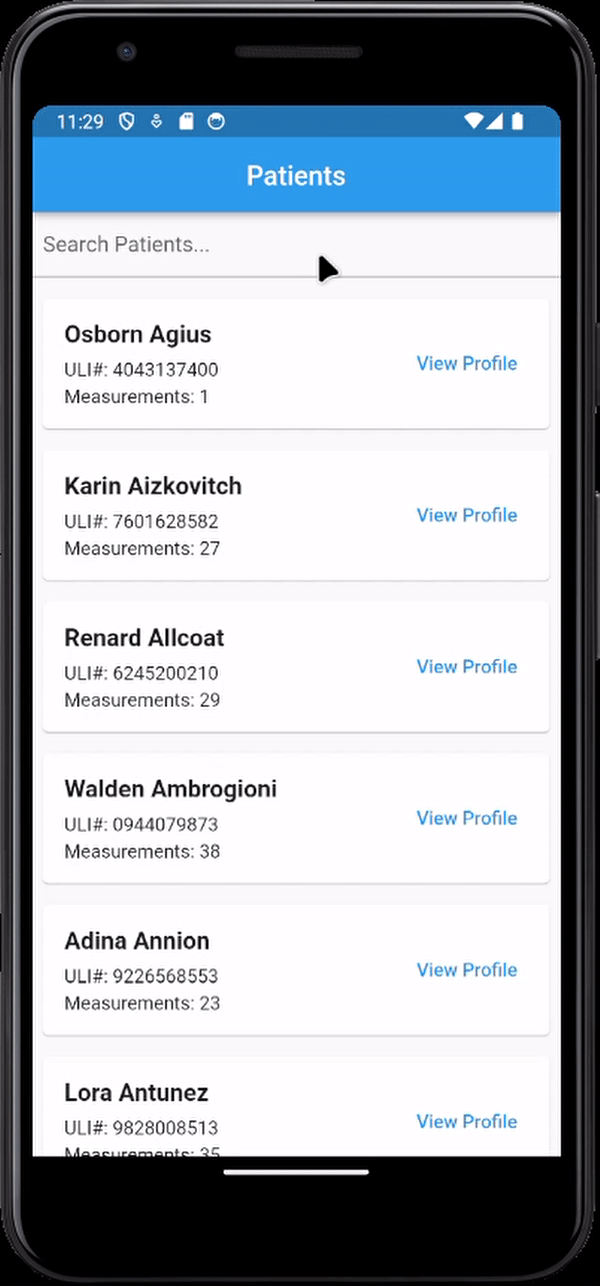 11:29
Patients
Search Patients...
Osborn Agius
ULI#: 4043137400
Measurements: 1
View Profile
Karin Aizkovitch
ULI#: 7601628582
Measurements: 27
View Profile
Renard Allcoat
ULI#: 6245200210
Measurements: 29
View Profile
Walden Ambrogioni
ULI#: 0944079873
Measurements: 38
View Profile
Adina Annion
ULI#: 9226568553
Measurements: 23
View Profile
Lora Antunez
ULI#: 9828008513
Measurements: 35
View Profile